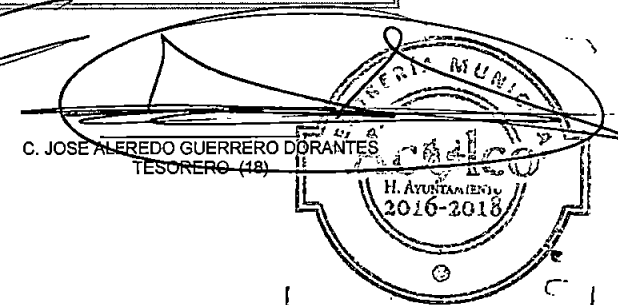 C. JOSE ALFREDO GUERRERO DORANTES
TESORERO (18)
H. AYUNTAMIENTO
2016-2018